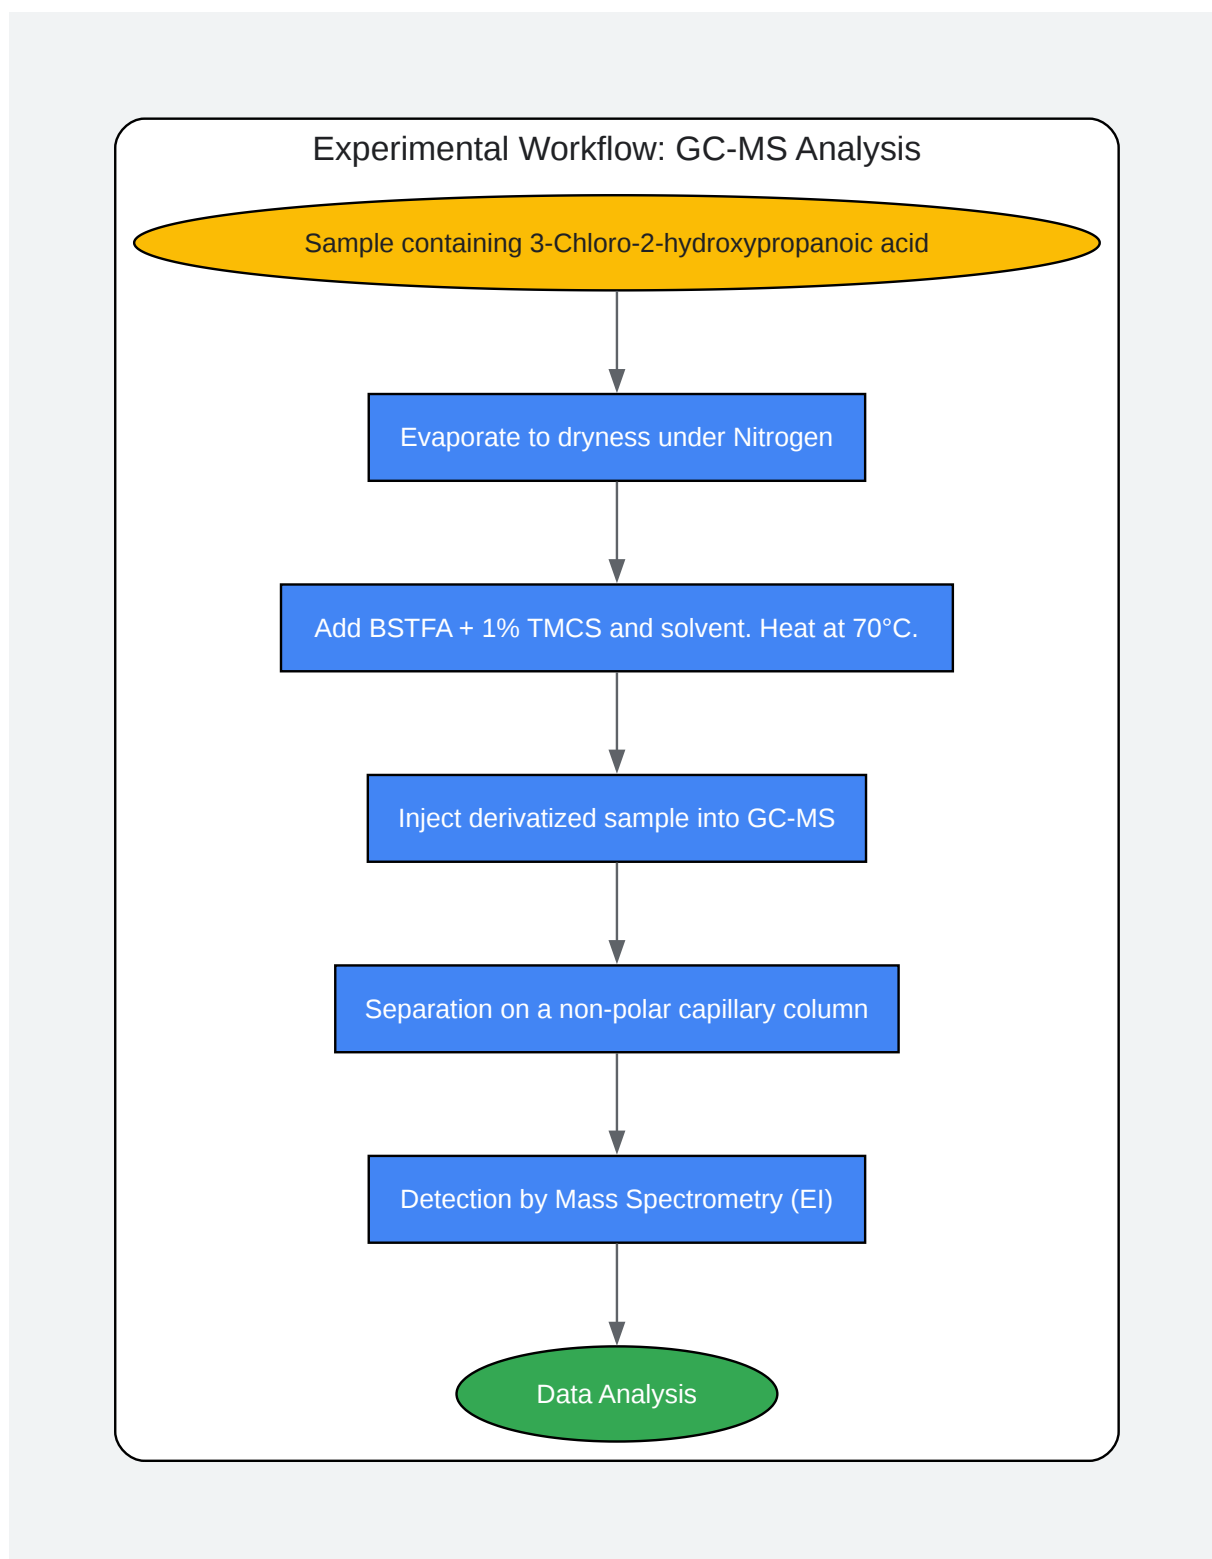 Experimental Workflow: GC-MS Analysis
Sample containing 3-Chloro-2-hydroxypropanoic acid
Evaporate to dryness under Nitrogen
Add BSTFA + 1% TMCS and solvent. Heat at 70°C.
Inject derivatized sample into GC-MS
Separation on a non-polar capillary column
Detection by Mass Spectrometry (EI)
Data Analysis